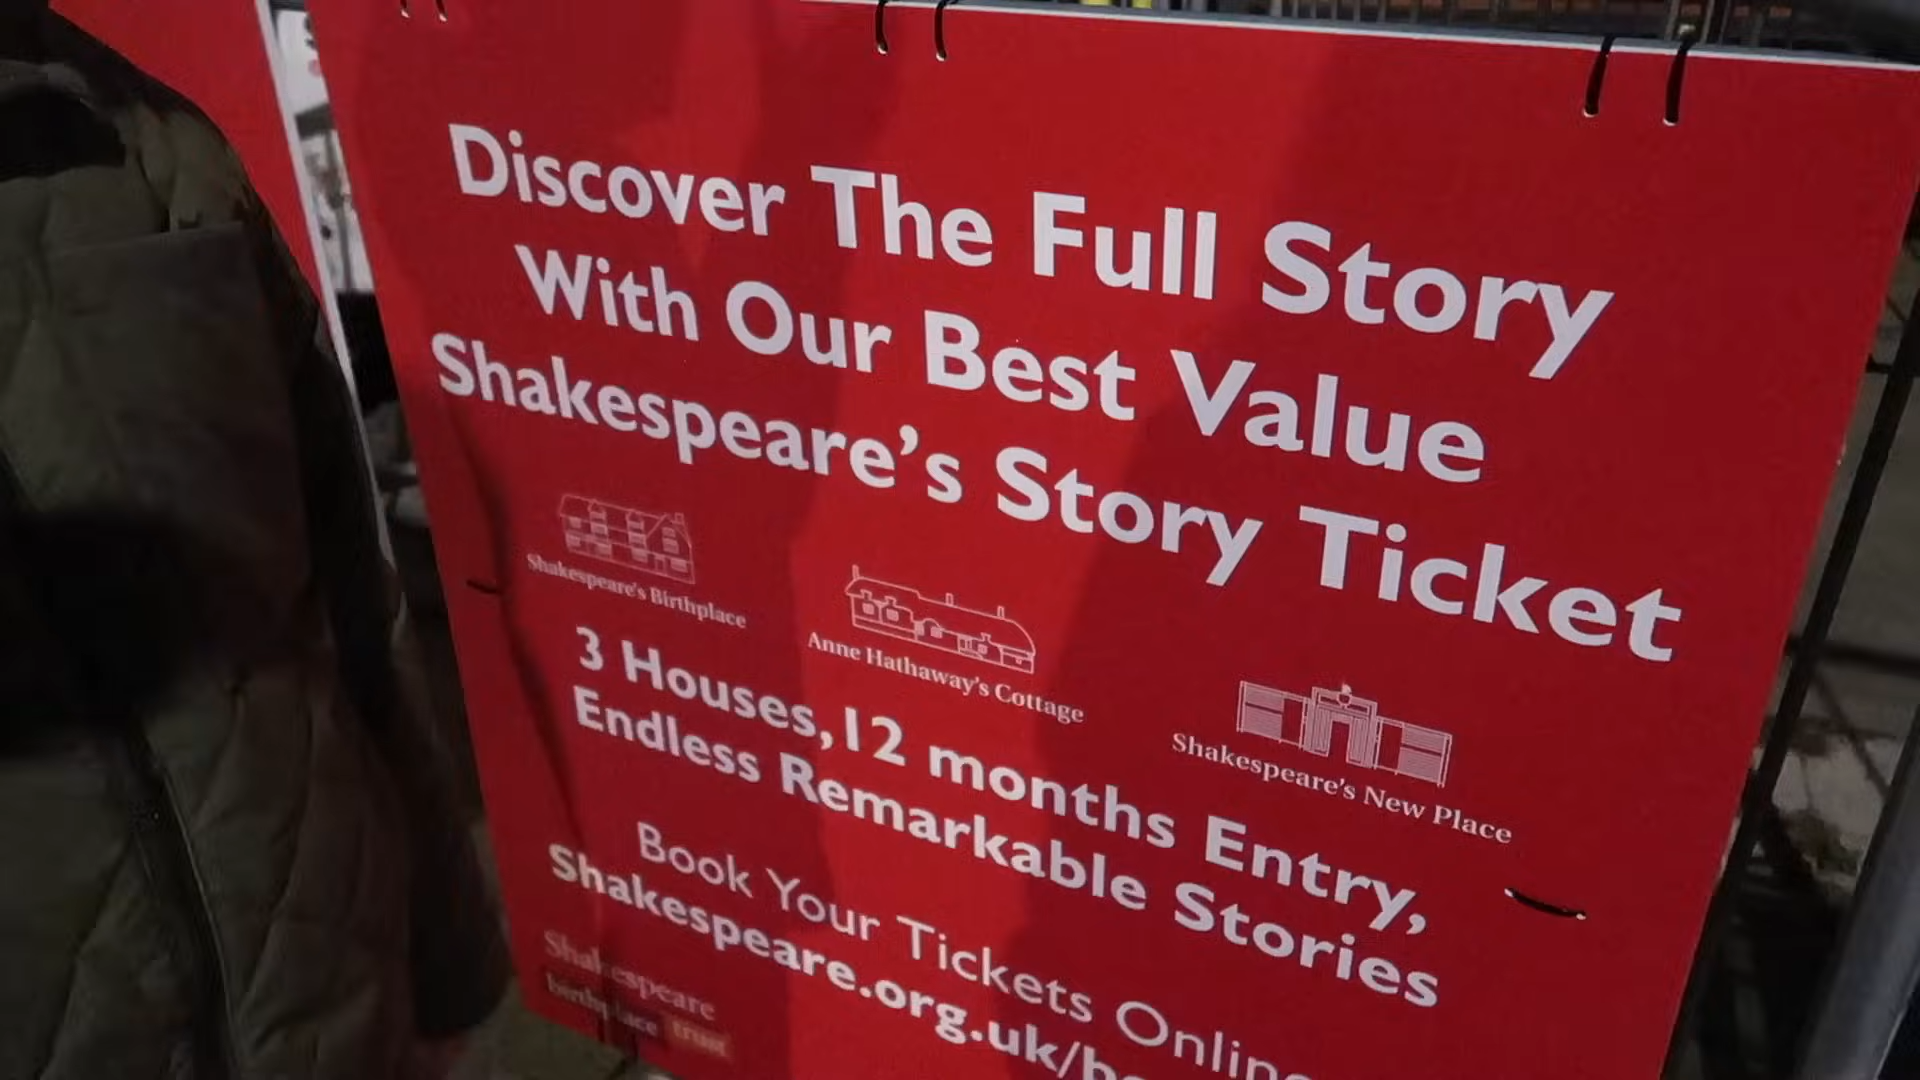 Discover The Full Story
With Our Best Value
Shakespeare's Story Ticket
Shakespeare's Birthplace
Anne Hathaway's Cottage
Shakespeare's New Place
3 Houses, 12 months Entry,
Endless Remarkable Stories
Book Your Tickets
Shakespeare.org.uk/
Shakespeare
birthplace trust